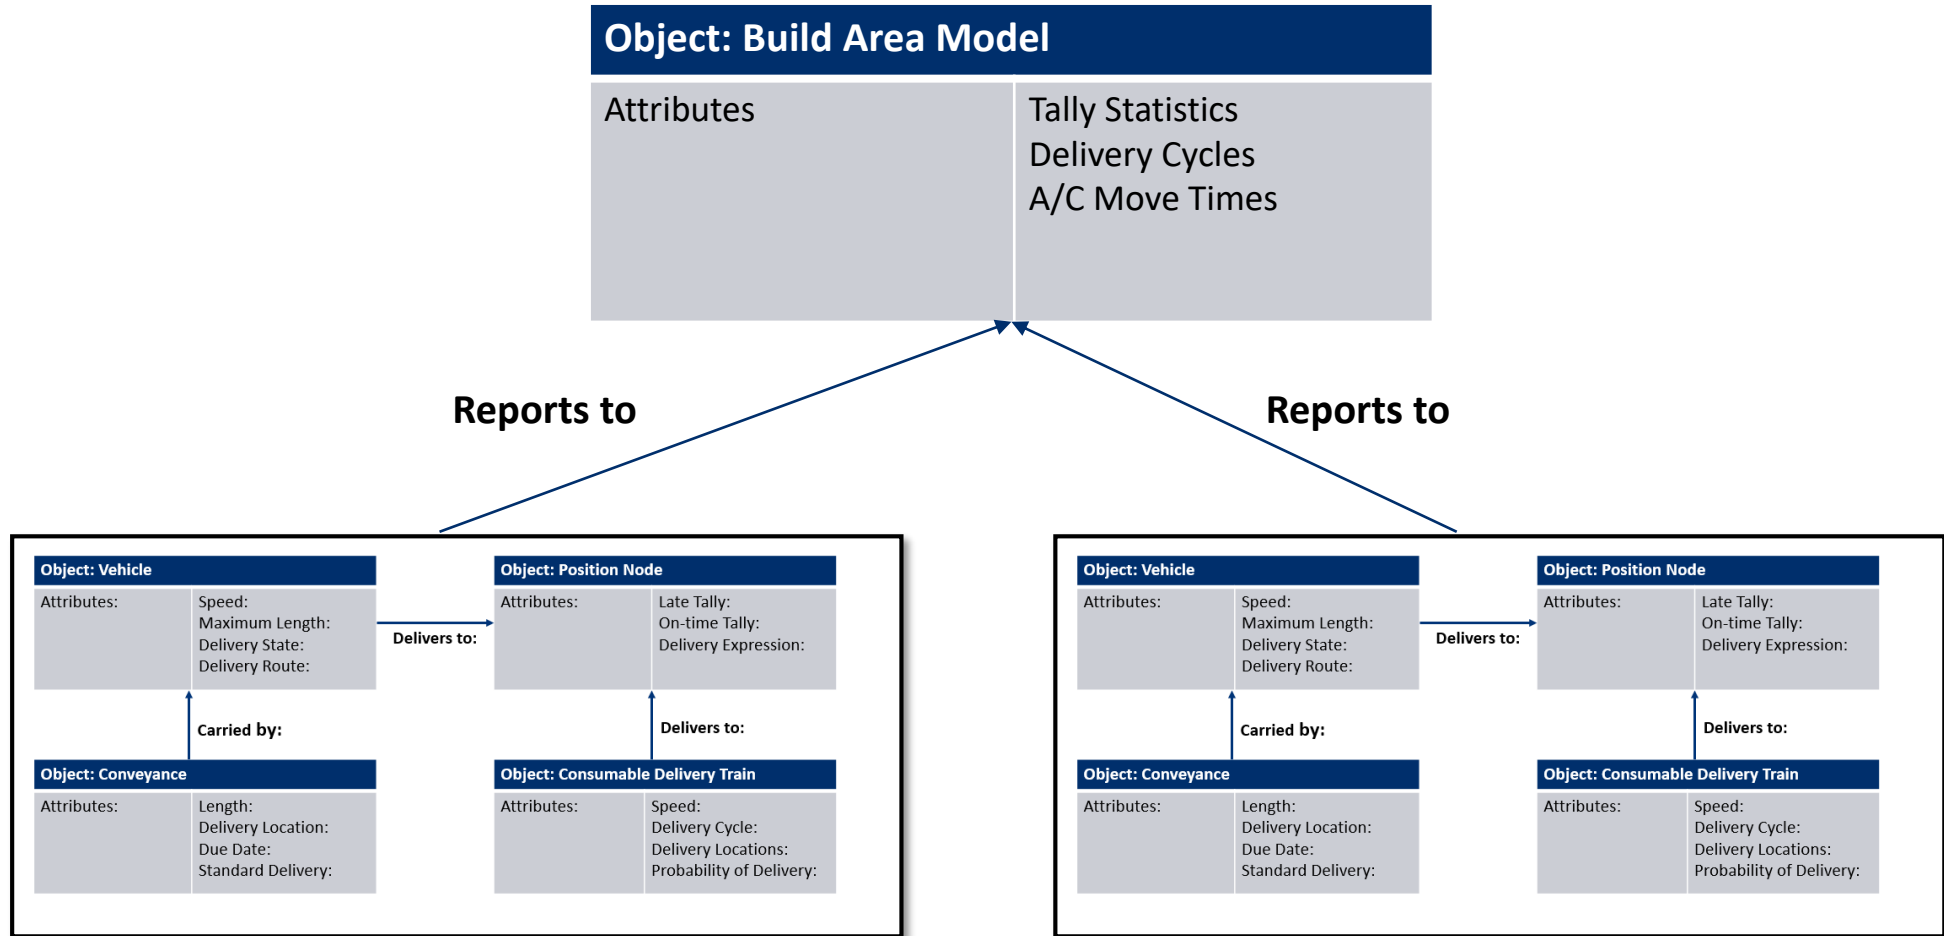 Object: Build Area Model
Attributes
Tally Statistics
Delivery Cycles
A/C Move Times
Reports to
Reports to
Object: Vehicle
Attributes:
Speed:
Maximum Length:
Delivery State:
Delivery Route:
Delivers to:
Object: Position Node
Attributes:
Late Tally:
On-time Tally:
Delivery Expression:
Carried by:
Delivers to:
Object: Conveyance
Attributes:
Length:
Delivery Location:
Due Date:
Standard Delivery:
Object: Consumable Delivery Train
Attributes:
Speed:
Delivery Cycle:
Delivery Locations:
Probability of Delivery:
Object: Vehicle
Attributes:
Speed:
Maximum Length:
Delivery State:
Delivery Route:
Delivers to:
Object: Position Node
Attributes:
Late Tally:
On-time Tally:
Delivery Expression:
Carried by:
Delivers to:
Object: Conveyance
Attributes:
Length:
Delivery Location:
Due Date:
Standard Delivery:
Object: Consumable Delivery Train
Attributes:
Speed:
Delivery Cycle:
Delivery Locations:
Probability of Delivery: